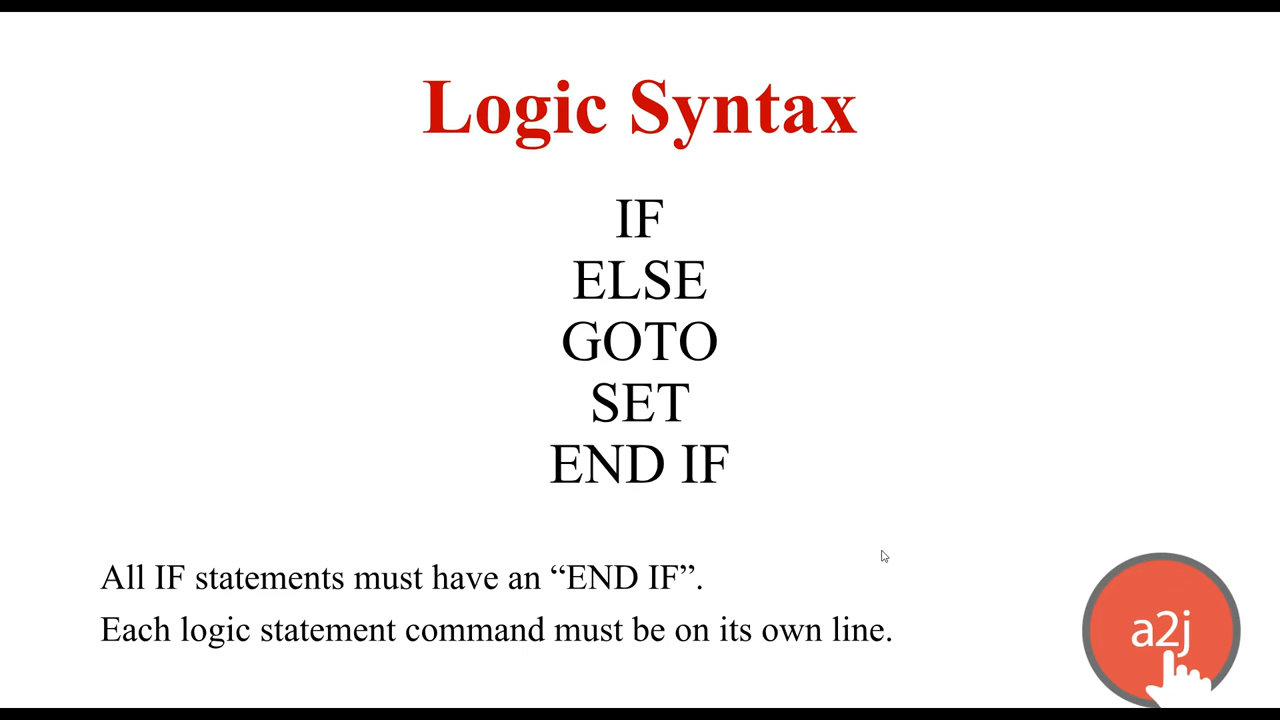 Logic Syntax
IF
ELSE
GOTO
SET
END IF
All IF statements must have an “END IF”.
Each logic statement command must be on its own line.
a2j